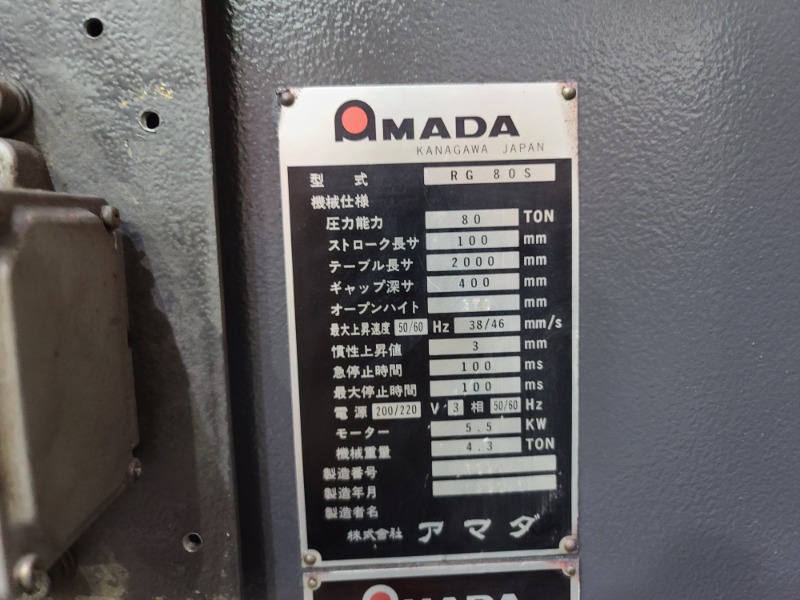 AMADA
KANAGAWA JAPAN
型式 RG 80S
機械仕様
圧力能力 80 TON
ストローク長サ 100 mm
テーブル長サ 2000 mm
ギャップ深サ 400 mm
オープンハイト mm
最大上昇速度 50/60 Hz 38/46 mm/s
慣性上昇値 3 mm
急停止時間 100 ms
最大停止時間 100 ms
電源 200/220 V 3 相 50/60 Hz
モーター 5.5 KW
機械重量 4.3 TON
製造番号
製造年月
製造者名
株式会社 アマダ
AMADA